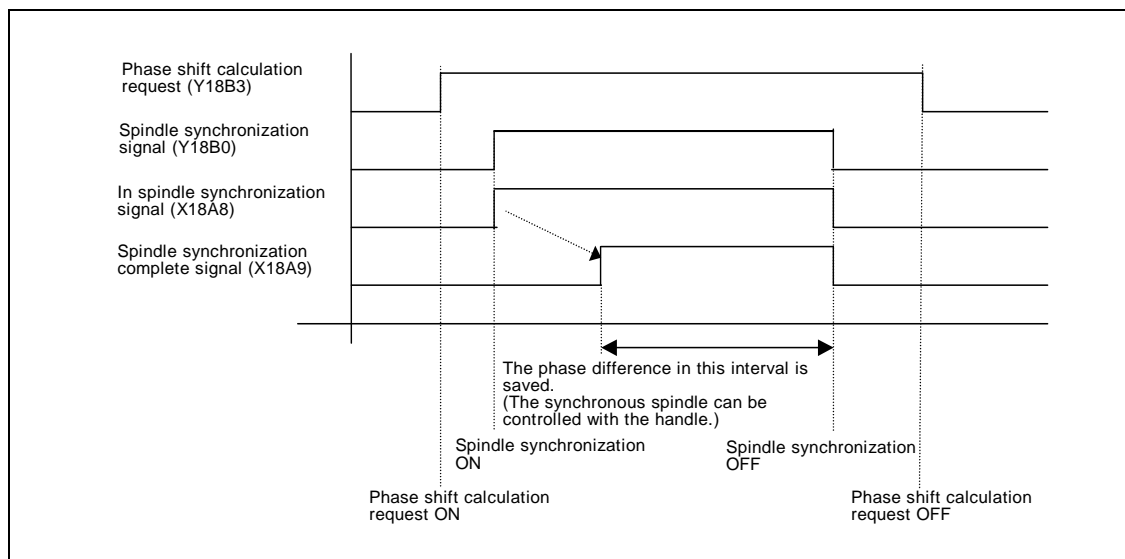 Phase shift calculation
request (Y18B3)
Spindle synchronization
signal (Y18B0)
In spindle synchronization
signal (X18A8)
Spindle synchronization
complete signal (X18A9)
The phase difference in this interval is
saved.
(The synchronous spindle can be
controlled with the handle.)
Spindle synchronization
ON
Spindle synchronization
OFF
Phase shift calculation
request ON
Phase shift calculation
request OFF